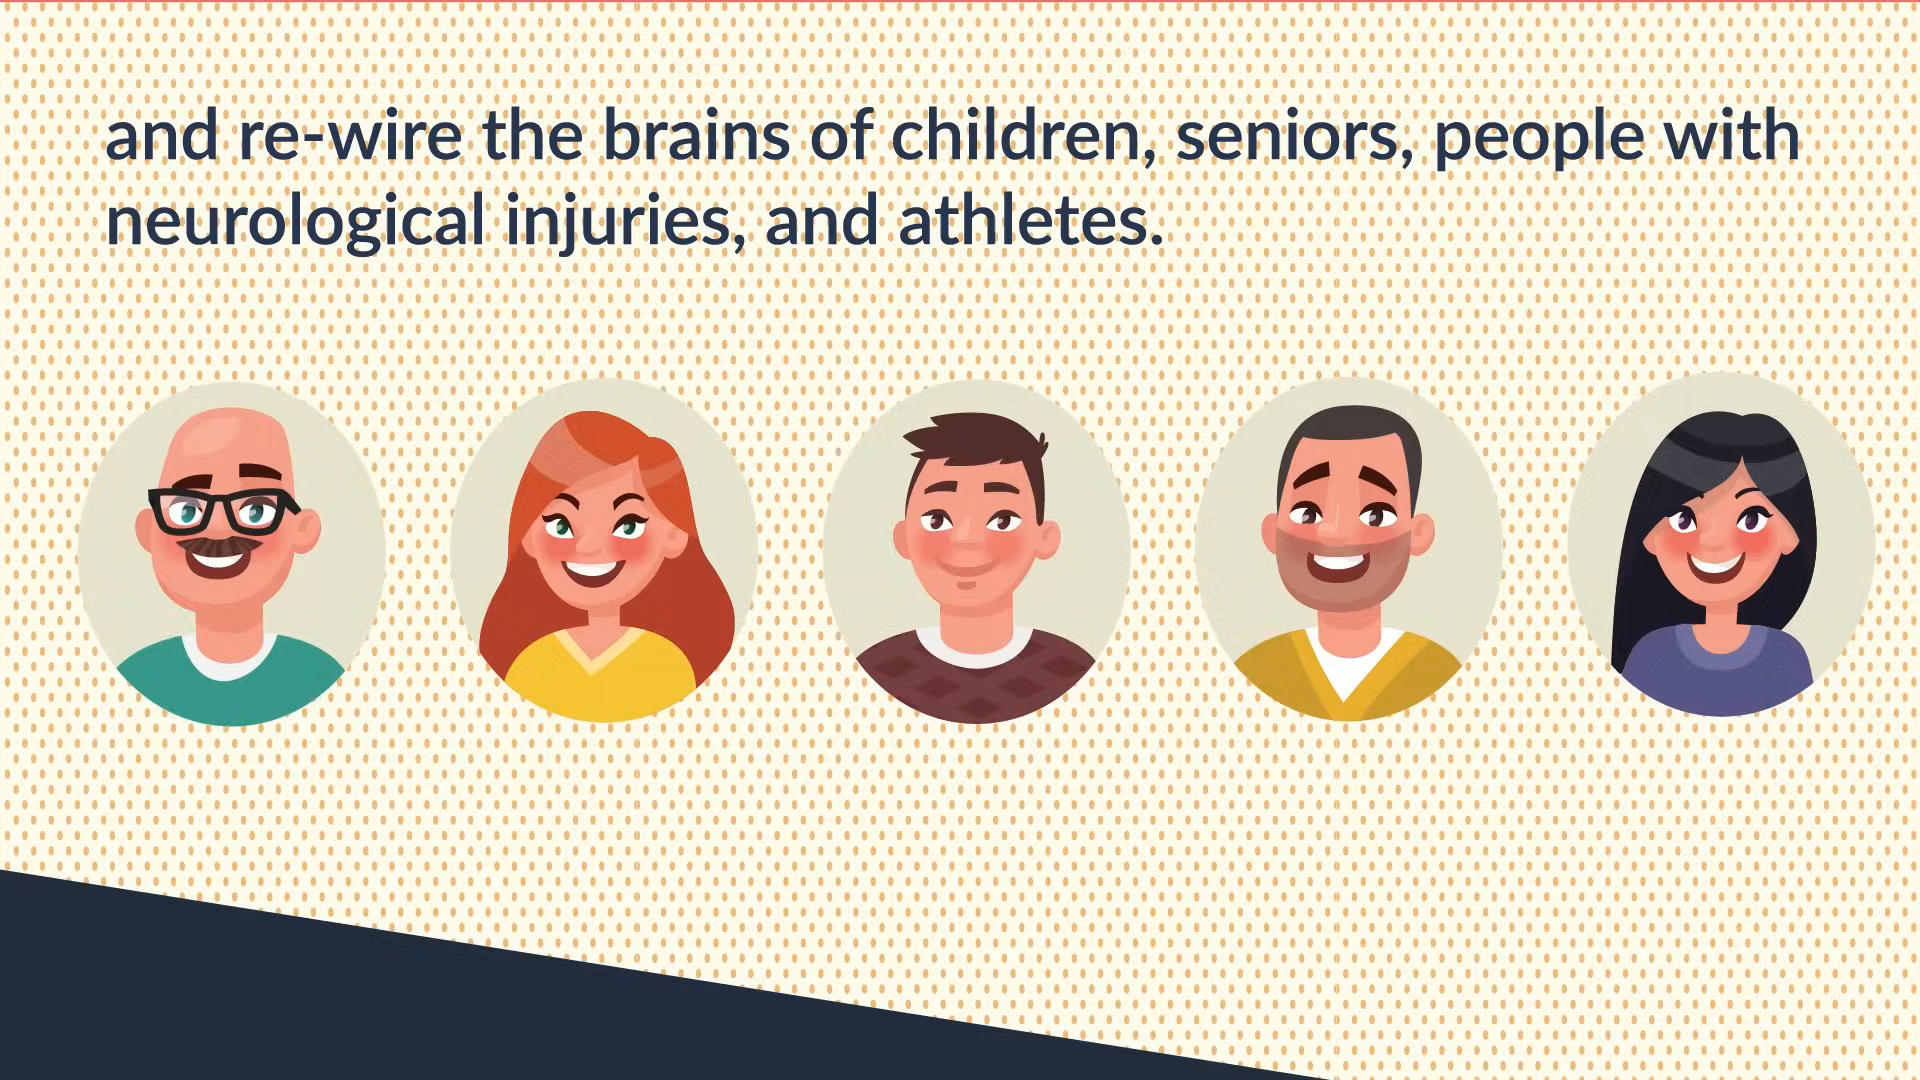 and re-wire the brains of children, seniors, people with
neurological injuries, and athletes.